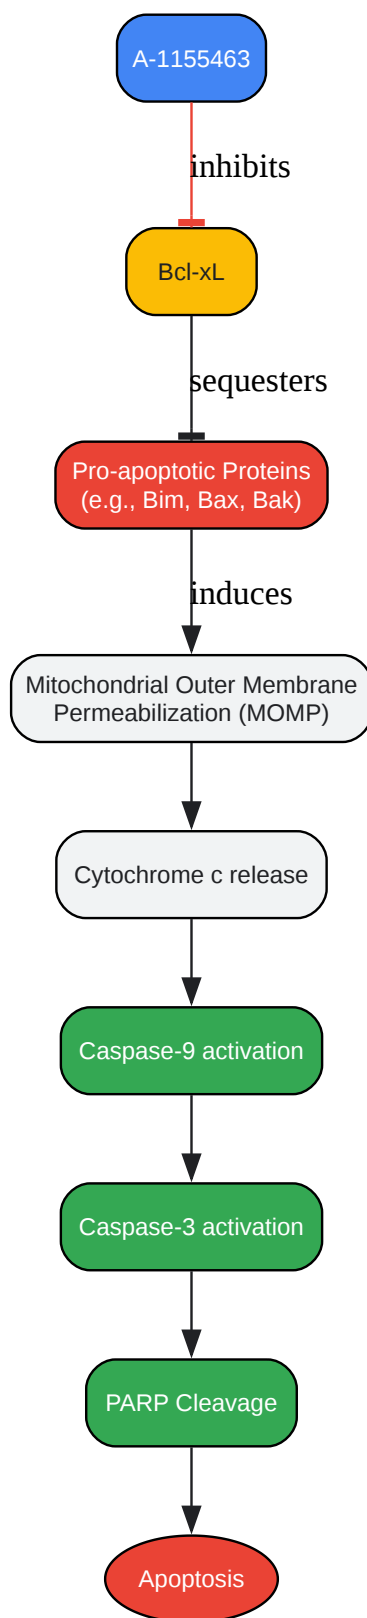 A-1155463
inhibits
Bcl-xL
sequesters
Pro-apoptotic Proteins
(e.g., Bim, Bax, Bak)
induces
Mitochondrial Outer Membrane
Permeabilization (MOMP)
Cytochrome c release
Caspase-9 activation
Caspase-3 activation
PARP Cleavage
Apoptosis